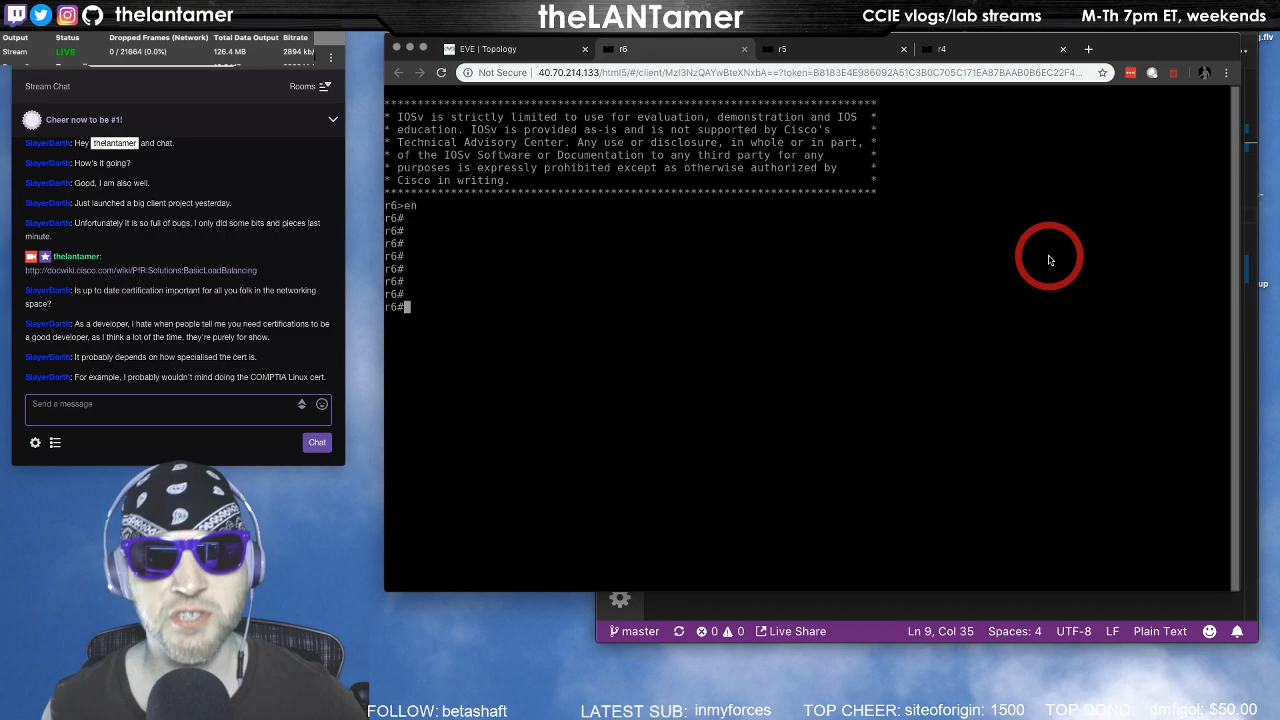 thelantamer
theLANTamer
CCIE vlogs/lab streams
M-Th 7pm ET, weekends
Output
Status
Dropped Frames (Network)
Total Data Output
Bitrate
Stream
LIVE
0 / 21664 (0.0%)
126.4 MB
2894 kb/
Stream Chat
Rooms
Cheer now to be #1!
SlayerDarth: Hey thelantamer and chat.
SlayerDarth: How's it going?
SlayerDarth: Good, I am also well.
SlayerDarth: Just launched a big client project yesterday.
SlayerDarth: Unfortunately it is so full of bugs, I only did some bits and pieces last
minute.
thelantamer:
http://docwiki.cisco.com/wiki/PfR:Solutions:BasicLoadBalancing
SlayerDarth: Is up to date certification important for all you folk in the networking
space?
SlayerDarth: As a developer, I hate when people tell me you need certifications to be
a good developer, as I think a lot of the time, they're purely for show.
SlayerDarth: It probably depends on how specialised the cert is.
SlayerDarth: For example, I probably wouldn't mind doing the COMPTIA Linux cert.
Send a message
Chat
EVE | Topology
r6
r5
r4
Not Secure
40.70.214.133/html5/#/client/MzI3NzQAYwBteXNxbA==?token=B8183E4E986092A51C3B0C705C171EA87BAAB0B6EC22F4...
g.flv
**************************************************************************
* IOSv is strictly limited to use for evaluation, demonstration and IOS *
* education. IOSv is provided as-is and is not supported by Cisco's *
* Technical Advisory Center. Any use or disclosure, in whole or in part, *
* of the IOSv Software or Documentation to any third party for any *
* purposes is expressly prohibited except as otherwise authorized by *
* Cisco in writing. *
**************************************************************************
r6>en
r6#
r6#
r6#
r6#
r6#
r6#
r6#
r6#
up
master
0
0
Live Share
Ln 9, Col 35
Spaces: 4
UTF-8
LF
Plain Text
FOLLOW: betashaft
LATEST SUB: inmyforces
TOP CHEER: siteoforigin: 1500
TOP DONO: dmfigol: $50.00